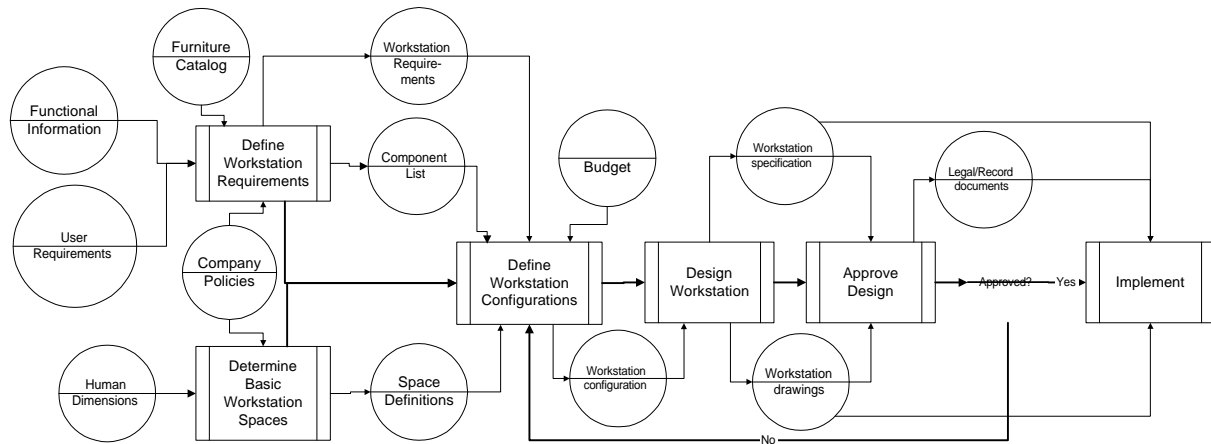 Furniture
Catalog
Workstation
Require-
ments
Functional
Information
Define
Workstation
Requirements
Component
List
Budget
Workstation
specification
Legal/Record
documents
User
Requirements
Company
Policies
Define
Workstation
Configurations
Design
Workstation
Approve
Design
Approved?
Yes
Implement
Human
Dimensions
Determine
Basic
Workstation
Spaces
Space
Definitions
Workstation
configuration
Workstation
drawings
No